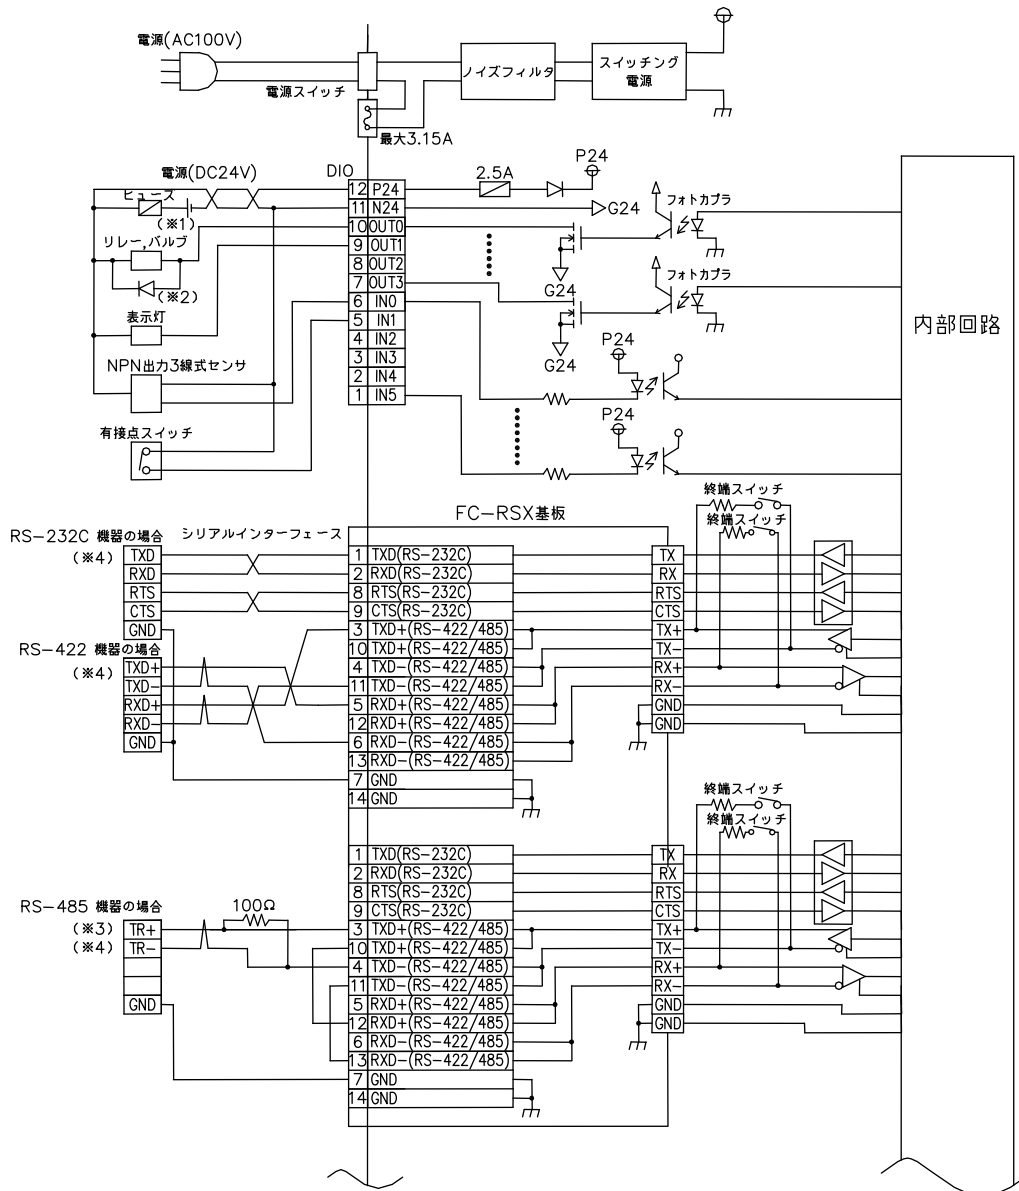 電源(AC100V)
電源スイッチ
ノイズフィルタ
スイッチング
電源
最大3.15A
電源(DC24V)
DIO
ヒューズ
(※1)
リレー,バルブ
(※2)
表示灯
NPN出力3線式センサ
有接点スイッチ
12 P24
11 N24
10 OUT0
9 OUT1
8 OUT2
7 OUT3
6 IN0
5 IN1
4 IN2
3 IN3
2 IN4
1 IN5
2.5A
P24
G24
フォトカプラ
G24
フォトカプラ
G24
P24
P24
内部回路
終端スイッチ
終端スイッチ
FC-RSX基板
シリアルインターフェース
RS-232C 機器の場合
(※4)
TXD
RXD
RTS
CTS
GND
RS-422 機器の場合
(※4)
TXD+
TXD-
RXD+
RXD-
GND
1 TXD(RS-232C)
2 RXD(RS-232C)
8 RTS(RS-232C)
9 CTS(RS-232C)
3 TXD+(RS-422/485)
10 TXD+(RS-422/485)
4 TXD-(RS-422/485)
11 TXD-(RS-422/485)
5 RXD+(RS-422/485)
12 RXD+(RS-422/485)
6 RXD-(RS-422/485)
13 RXD-(RS-422/485)
7 GND
14 GND
TX
RX
RTS
CTS
TX+
TX-
RX+
RX-
GND
GND
終端スイッチ
終端スイッチ
RS-485 機器の場合
(※3)
(※4)
TR+
TR-
GND
100Ω
1 TXD(RS-232C)
2 RXD(RS-232C)
8 RTS(RS-232C)
9 CTS(RS-232C)
3 TXD+(RS-422/485)
10 TXD+(RS-422/485)
4 TXD-(RS-422/485)
11 TXD-(RS-422/485)
5 RXD+(RS-422/485)
12 RXD+(RS-422/485)
6 RXD-(RS-422/485)
13 RXD-(RS-422/485)
7 GND
14 GND
TX
RX
RTS
CTS
TX+
TX-
RX+
RX-
GND
GND